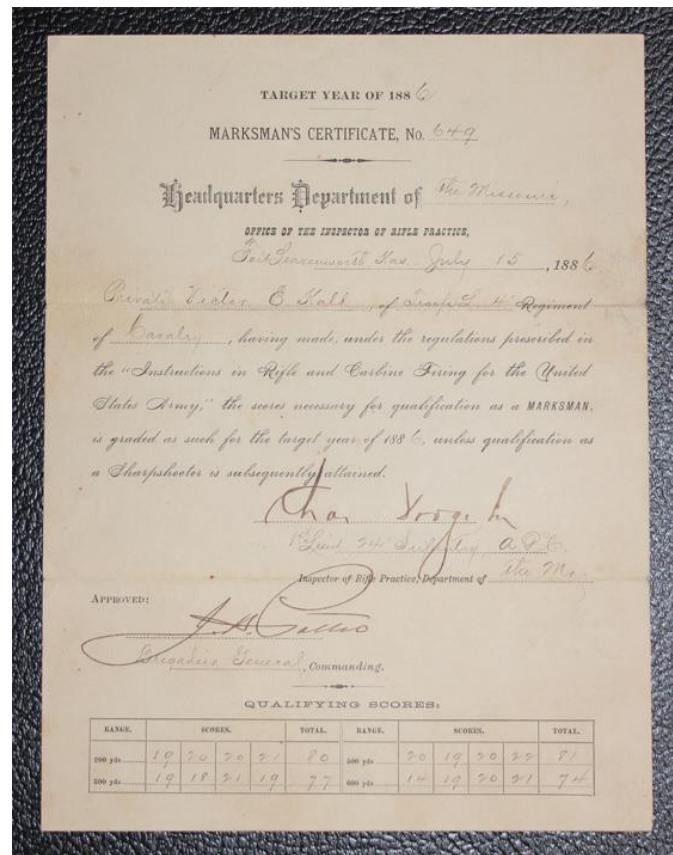 TARGET YEAR OF 1886
MARKSMAN'S CERTIFICATE, No. 649
Headquarters Department of the Missouri,
OFFICE OF THE INSPECTOR OF RIFLE PRACTICE,
Fort Leavenworth Kas. July 15, 1886
Private Victor E , of Troop L. 4" Regiment
of Cavalry, having made, under the regulations prescribed in
the "Instructions in Rifle and Carbine Firing for the United
States Army," the scores necessary for qualification as a MARKSMAN,
is graded as such for the target year of 1886, unless qualification as
a Sharpshooter is subsequently attained.
1st Lieut 24" Infantry
Inspector of Rifle Practice, Department of the Mo.
APPROVED:
Brigadier General, Commanding.
QUALIFYING SCORES:
RANGE. SCORES. TOTAL. RANGE. SCORES. TOTAL.
200 yds 19 20 20 21 80 500 yds 20 19 20 22 81
300 yds 19 18 21 19 77 600 yds 14 19 20 21 74